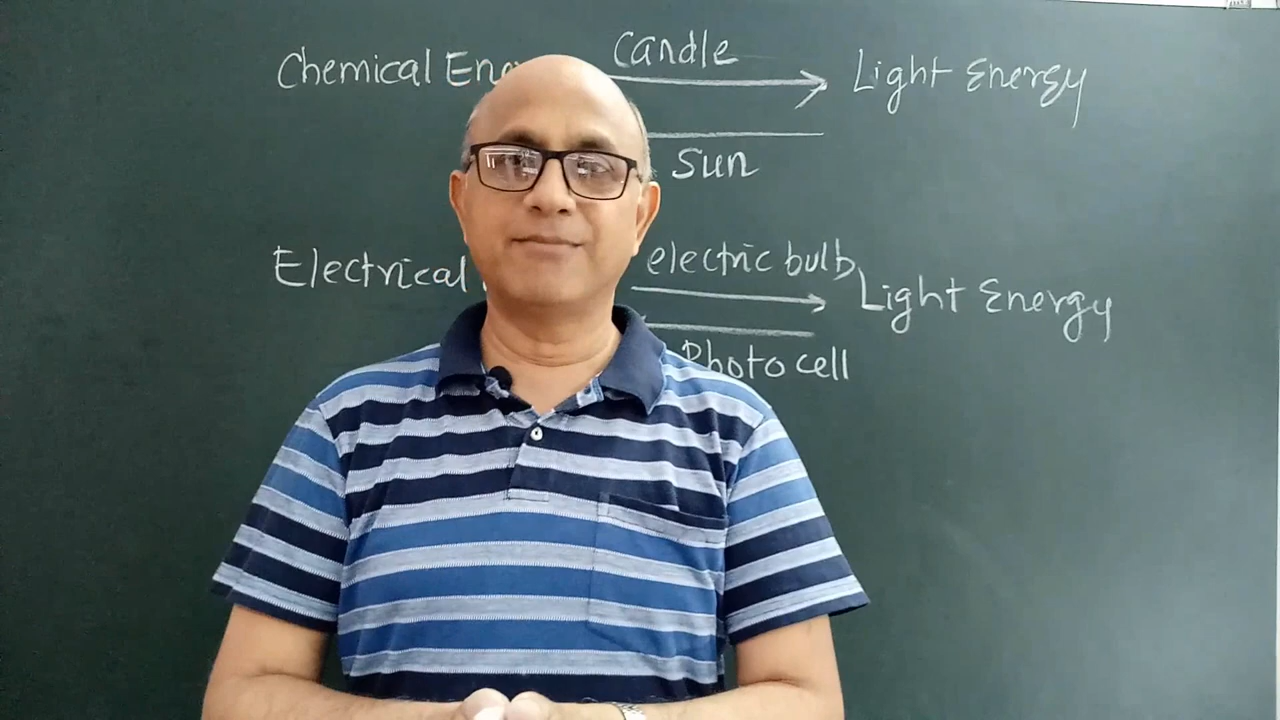 Candle
Chemical Ene Light Energy
Sun
electric bulb
Electrical Light Energy
Photo cell